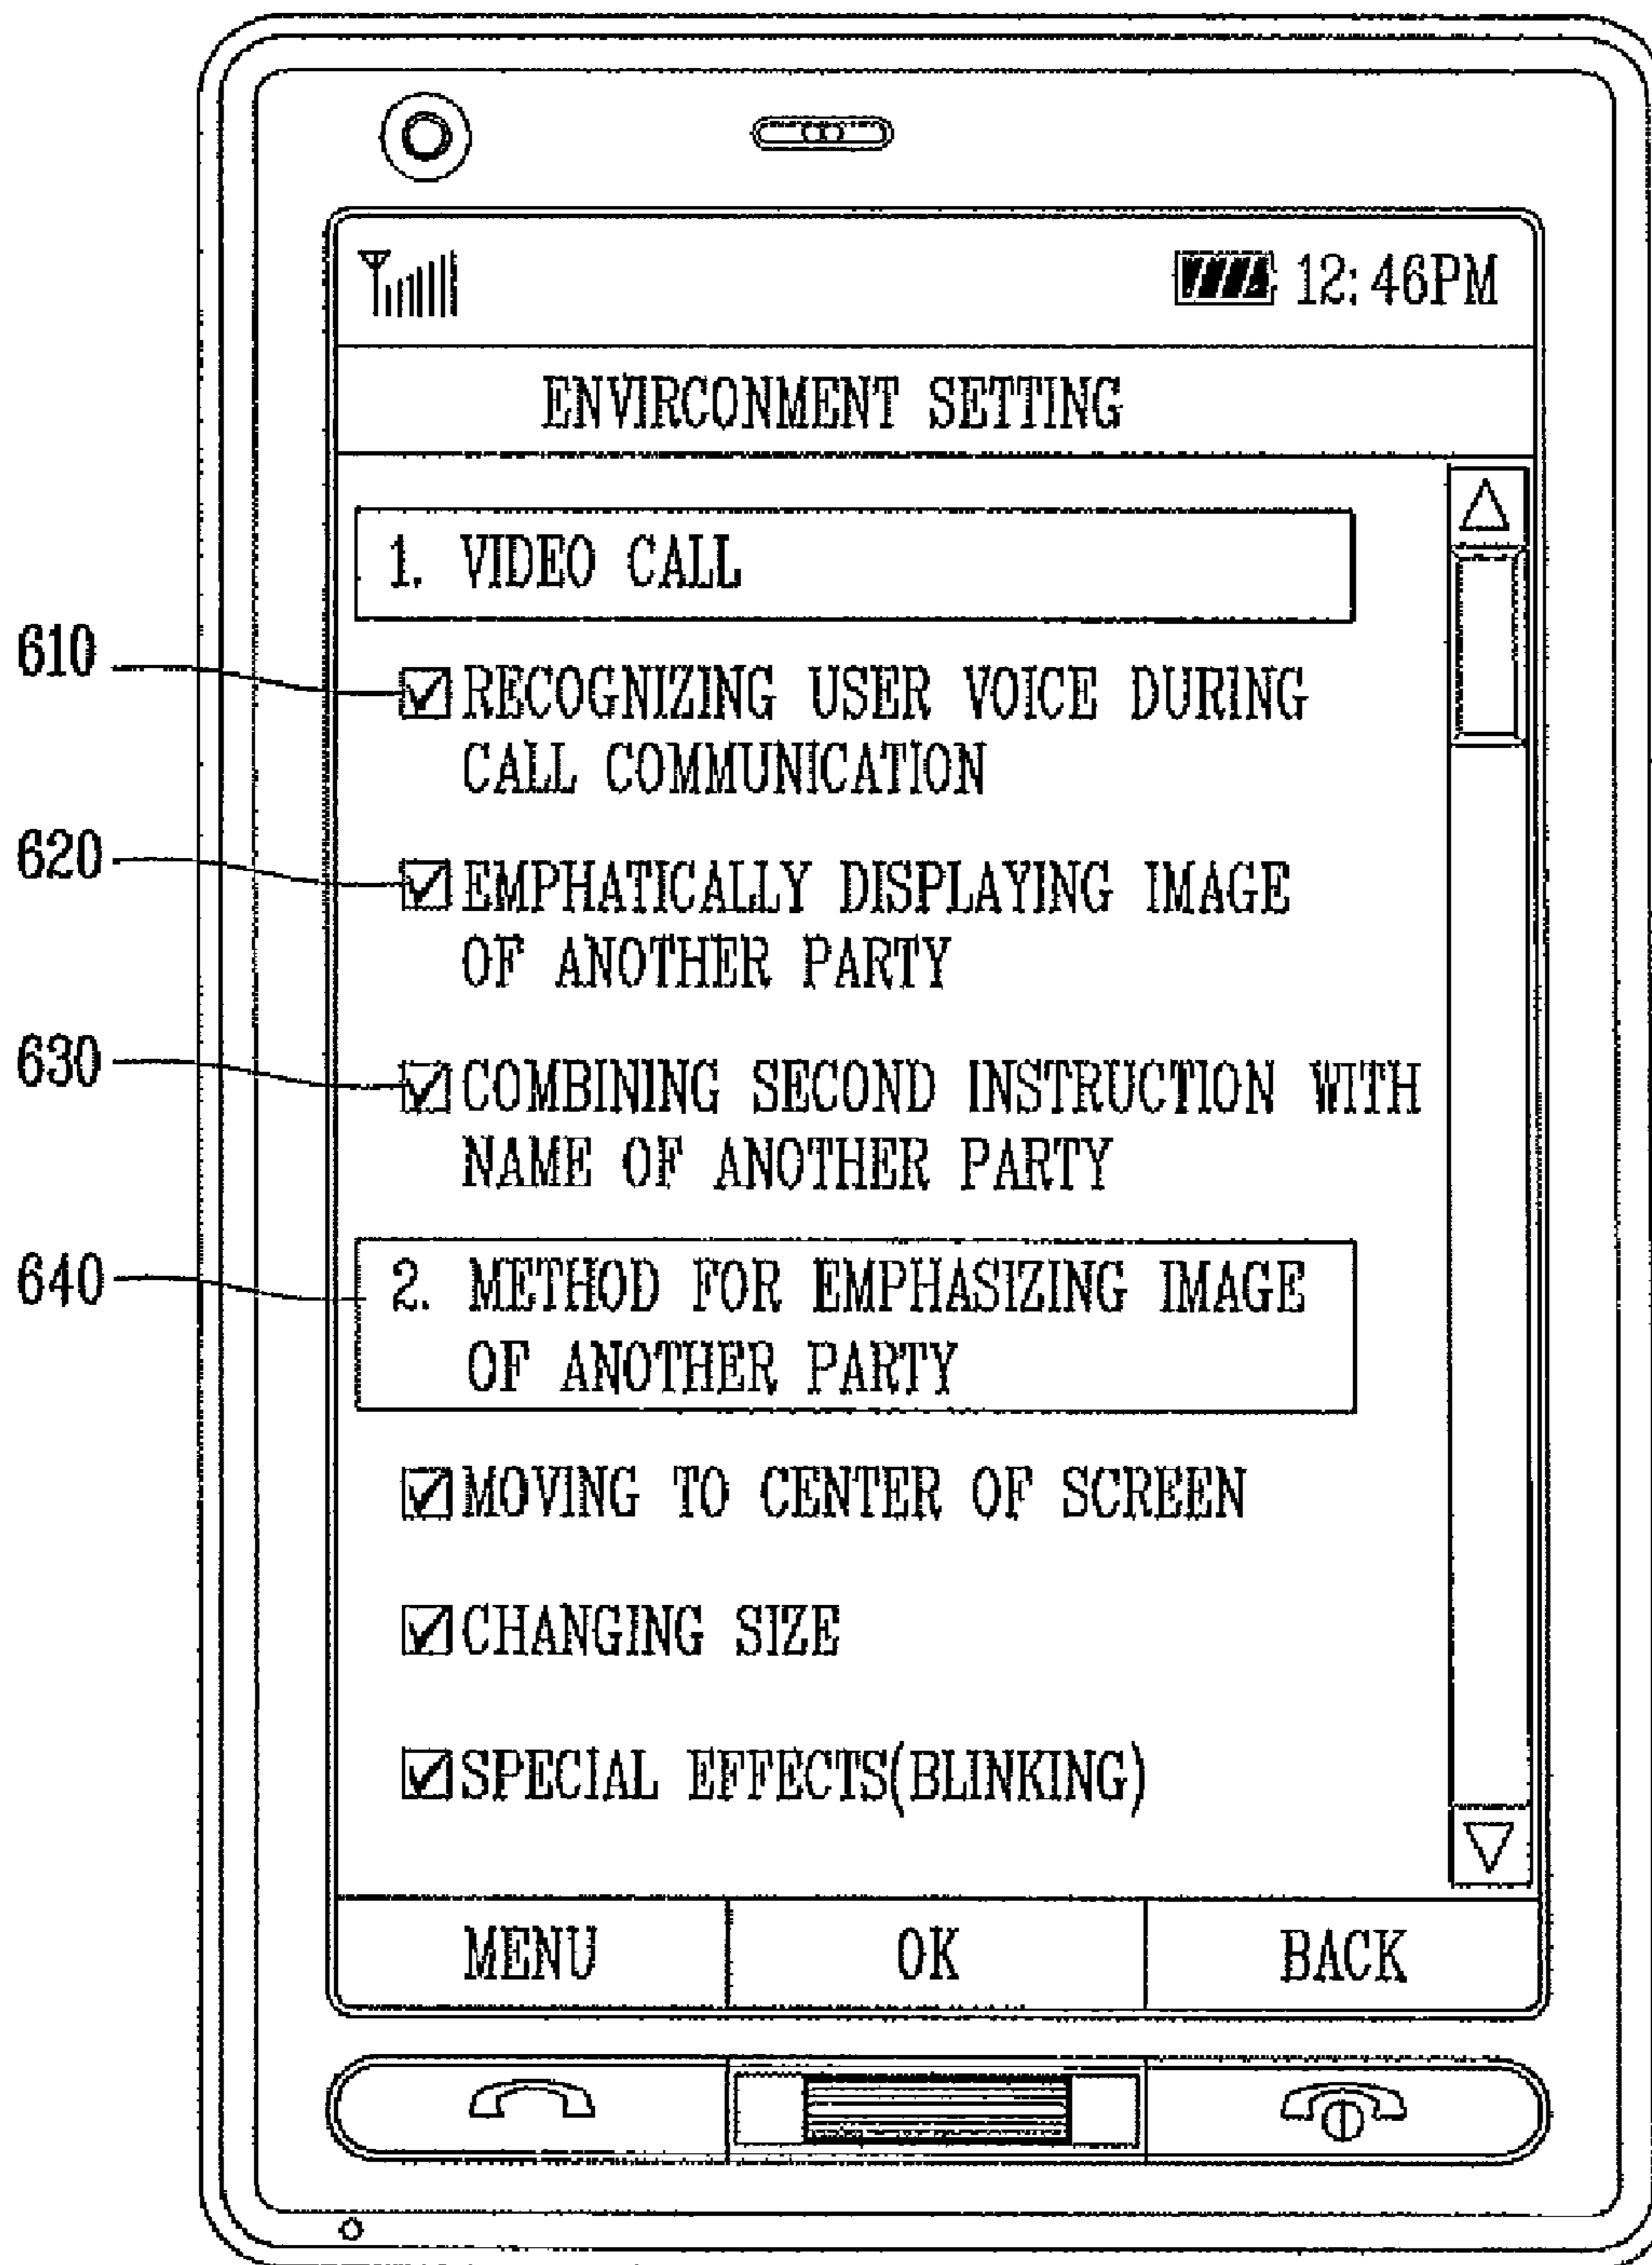 12:46PM
ENVIRCONMENT SETTING
1. VIDEO CALL
610
RECOGNIZING USER VOICE DURING
CALL COMMUNICATION
620
EMPHATICALLY DISPLAYING IMAGE
OF ANOTHER PARTY
630
COMBINING SECOND INSTRUCTION WITH
NAME OF ANOTHER PARTY
640
2. METHOD FOR EMPHASIZING IMAGE
OF ANOTHER PARTY
MOVING TO CENTER OF SCREEN
CHANGING SIZE
SPECIAL EFFECTS(BLINKING)
MENU OK BACK